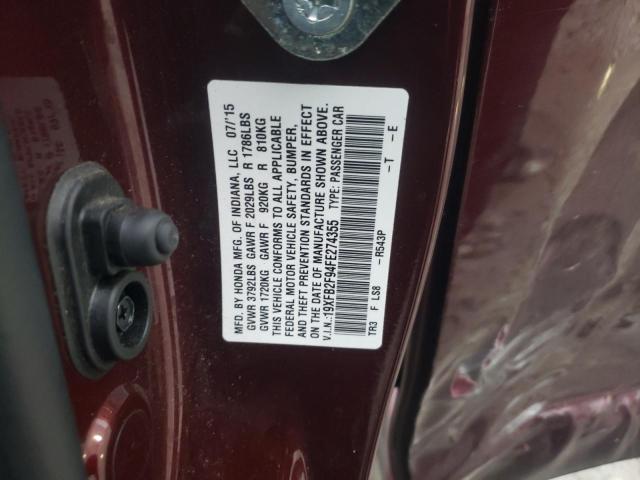 MFD. BY HONDA MFG. OF INDIANA, LLC 07/'15
GVWR 3792LBS GAWR F 2029LBS R 1786LBS
GVWR 1720KG GAWR F 920KG R 810KG
THIS VEHICLE CONFORMS TO ALL APPLICABLE
FEDERAL MOTOR VEHICLE SAFETY, BUMPER,
AND THEFT PREVENTION STANDARDS IN EFFECT
ON THE DATE OF MANUFACTURE SHOWN ABOVE.
V.I.N.:19XFB2F94FE274355 TYPE: PASSENGER CAR
TR3 F LS8 - R543P - T - E